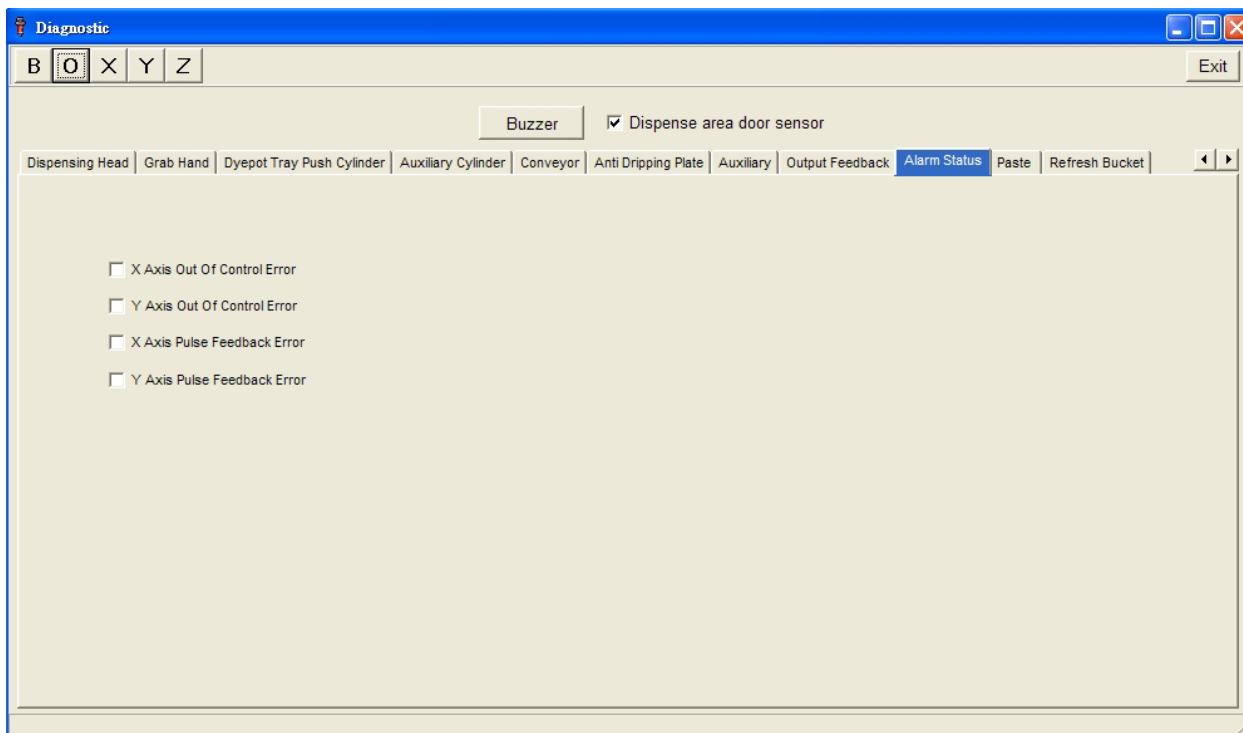 Diagnostic
B O X Y Z Exit
Buzzer Dispense area door sensor
Dispensing Head Grab Hand Dyepot Tray Push Cylinder Auxiliary Cylinder Conveyor Anti Dripping Plate Auxiliary Output Feedback Alarm Status Paste Refresh Bucket
X Axis Out Of Control Error
Y Axis Out Of Control Error
X Axis Pulse Feedback Error
Y Axis Pulse Feedback Error